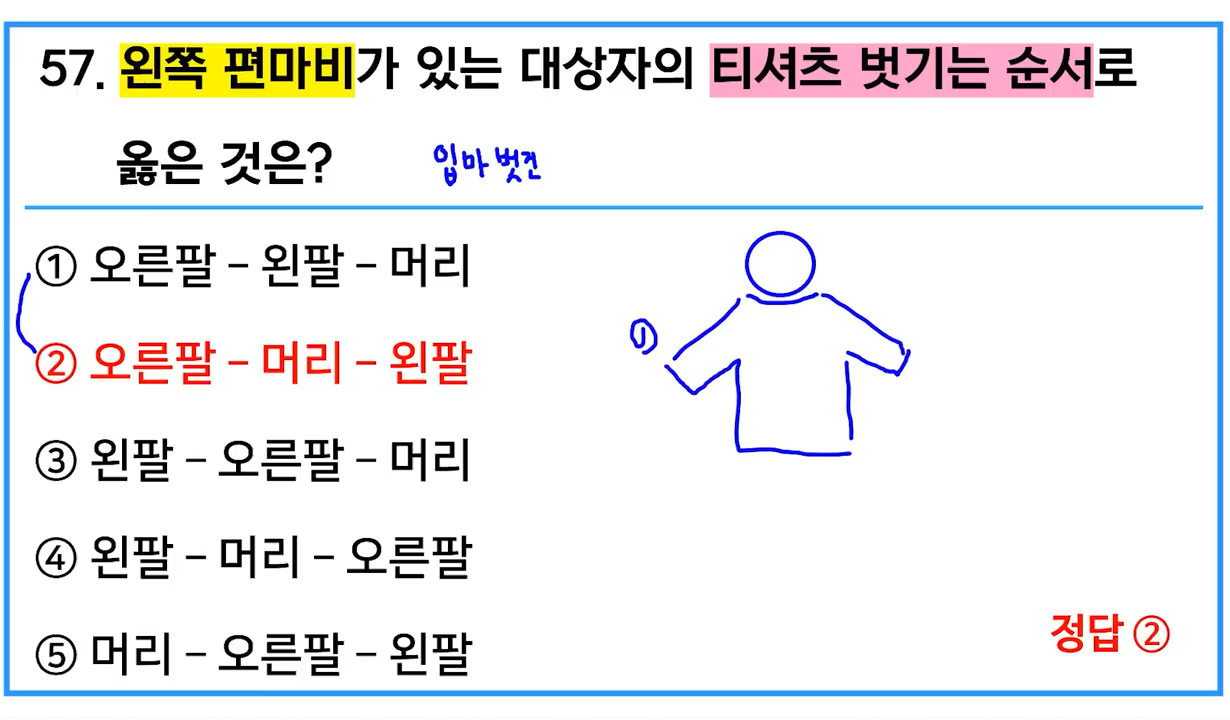 57. 왼쪽 편마비가 있는 대상자의 티셔츠 벗기는 순서로
옳은 것은?
입마벗건
① 오른팔 – 왼팔 – 머리
② 오른팔 – 머리 – 왼팔
③ 왼팔 – 오른팔 – 머리
④ 왼팔 – 머리 – 오른팔
⑤ 머리 – 오른팔 – 왼팔
①
정답 ②